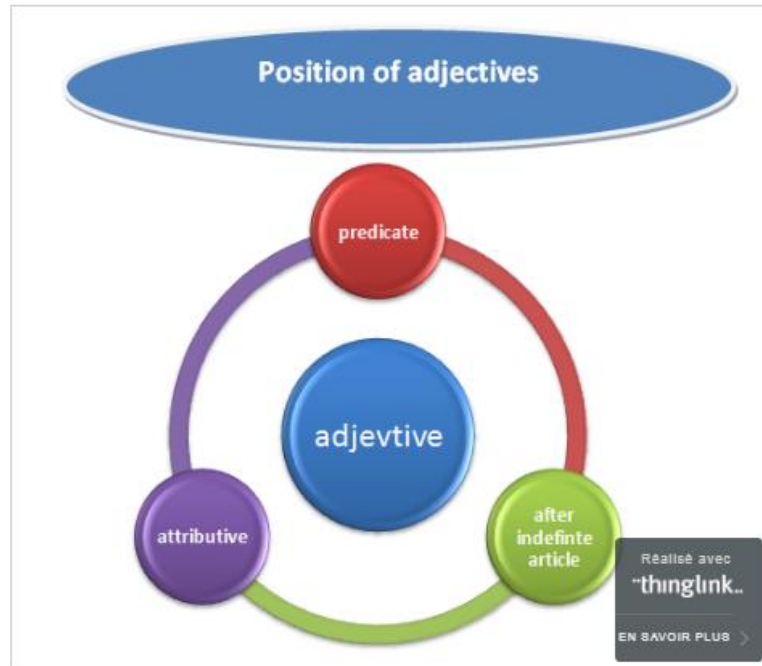 Position of adjectives
predicate
adjevtive
attributive
after
indefinte
article
Réalisé avec
thinglink..
EN SAVOIR PLUS